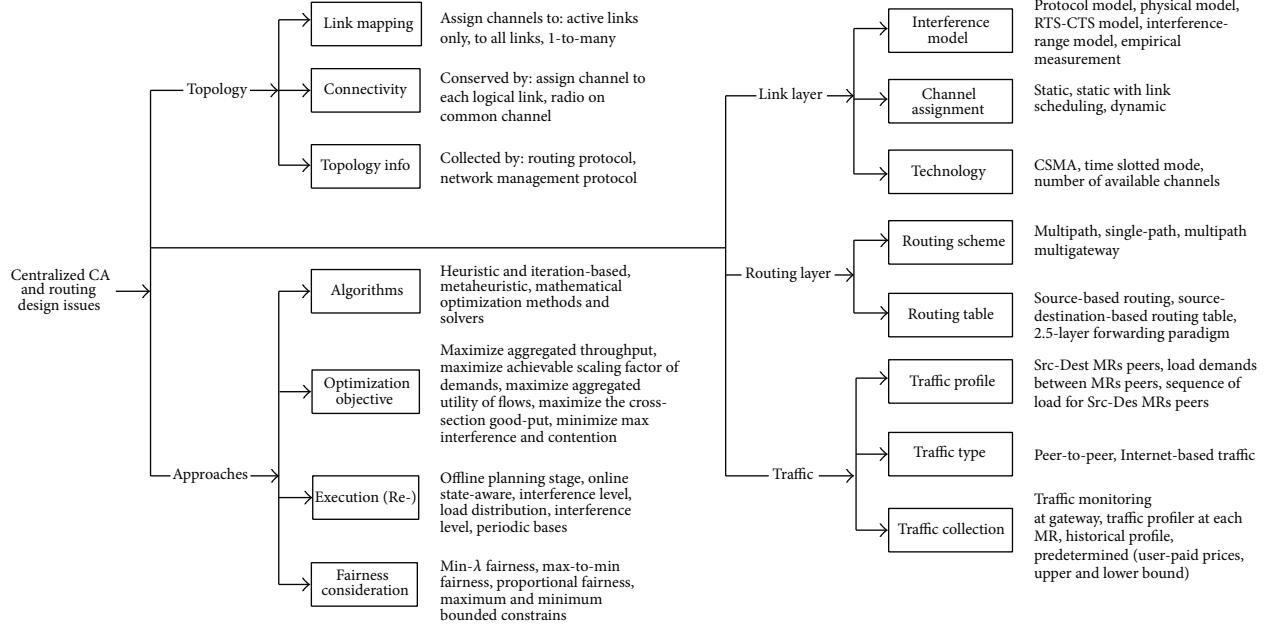 Centralized CA
and routing
design issues
Topology
Link mapping
Assign channels to: active links
only, to all links, 1-to-many
Connectivity
Conserved by: assign channel to
each logical link, radio on
common channel
Topology info
Collected by: routing protocol,
network management protocol
Approaches
Algorithms
Heuristic and iteration-based,
metaheuristic, mathematical
optimization methods and
solvers
Optimization
objective
Maximize aggregated throughput,
maximize achievable scaling factor of
demands, maximize aggregated
utility of flows, maximize the cross-
section good-put, minimize max
interference and contention
Execution (Re-)
Offline planning stage, online
state-aware, interference level,
load distribution, interference
level, periodic bases
Fairness
consideration
Min-λ fairness, max-to-min
fairness, proportional fairness,
maximum and minimum
bounded constrains
Link layer
Interference
model
Protocol model, physical model,
RTS-CTS model, interference-
range model, empirical
measurement
Channel
assignment
Static, static with link
scheduling, dynamic
Technology
CSMA, time slotted mode,
number of available channels
Routing layer
Routing scheme
Multipath, single-path, multipath
multigateway
Routing table
Source-based routing, source-
destination-based routing table,
2.5-layer forwarding paradigm
Traffic
Traffic profile
Src-Dest MRs peers, load demands
between MRs peers, sequence of
load for Src-Des MRs peers
Traffic type
Peer-to-peer, Internet-based traffic
Traffic collection
Traffic monitoring
at gateway, traffic profiler at each
MR, historical profile,
predetermined (user-paid prices,
upper and lower bound)